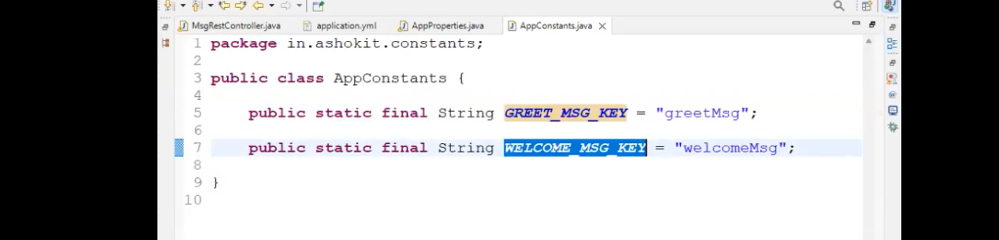 MsgRestController.java application.yml AppProperties.java AppConstants.java
1 package in.ashokit.constants;
2
3 public class AppConstants {
4
5 public static final String GREET_MSG_KEY = "greetMsg";
6
7 public static final String WELCOME_MSG_KEY = "welcomeMsg";
8
9 }
10